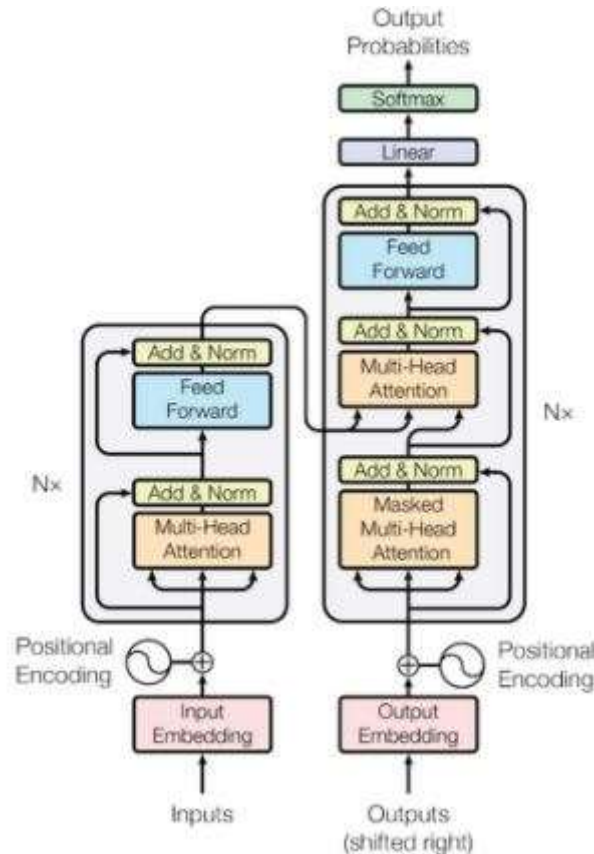 Output
Probabilities
Softmax
Linear
Add & Norm
Feed
Forward
Add & Norm
Multi-Head
Attention
Add & Norm
Masked
Multi-Head
Attention
Nx
Add & Norm
Feed
Forward
Add & Norm
Multi-Head
Attention
Nx
Positional
Encoding
Positional
Encoding
Input
Embedding
Output
Embedding
Inputs
Outputs
(shifted right)